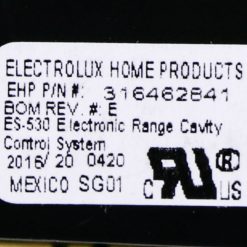 ELECTROLUX HOME PRODUCTS
EHP P/N #: 316462841
BOM REV. #: E
ES-530 Electronic Range Cavity
Control System
2016/20 0420
MEXICO SG01
C RU US ®